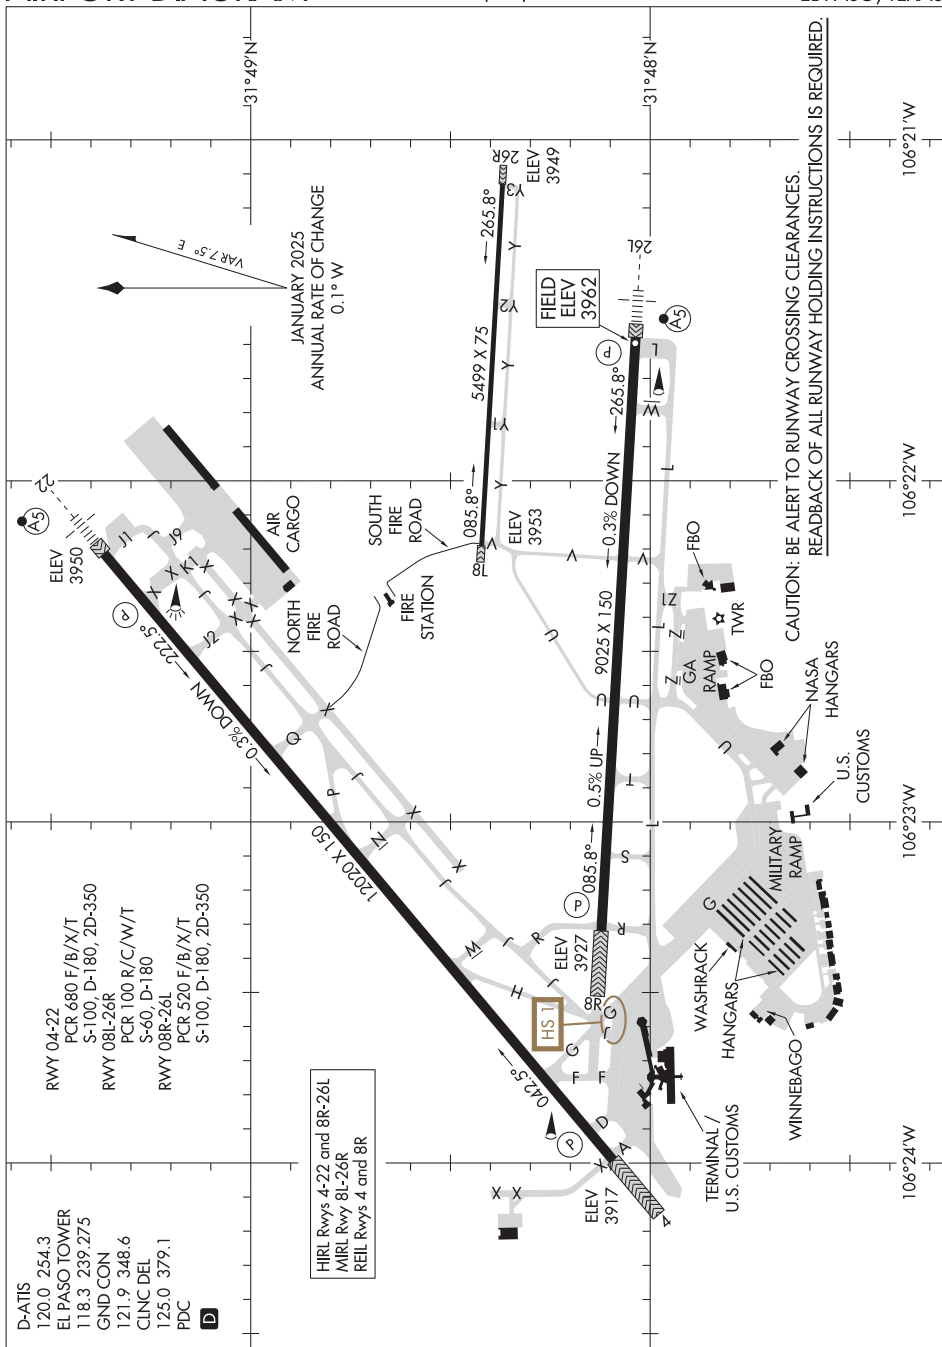 D-ATIS
120.0 254.3
EL PASO TOWER
118.3 239.275
GND CON
121.9 348.6
CLNC DEL
125.0 379.1
PDC
D
RWY 04-22
PCR 680 F/B/X/T
S-100, D-180, 2D-350
RWY 08L-26R
PCR 100 R/C/W/T
S-60, D-180
RWY 08R-26L
PCR 520 F/B/X/T
S-100, D-180, 2D-350
HIRL Rwys 4-22 and 8R-26L
MIRL Rwy 8L-26R
REIL Rwys 4 and 8R
JANUARY 2025
ANNUAL RATE OF CHANGE
0.1° W
VAR 7.5° E
31°49'N
31°48'N
106°21'W
106°22'W
106°23'W
106°24'W
22
A5
ELEV
3950
P
222.5°
0.3% DOWN
12020 X 150
042.5°
P
ELEV
3917
4
J1
J
J9
K1
X
X
X
J
X
X
X
X
J2
J
Q
X
P
J
X
N
X
J
M
J
R
H
J
G
F
F
D
A
X
X
X
AIR
CARGO
NORTH
FIRE
ROAD
SOUTH
FIRE
ROAD
FIRE
STATION
8L
ELEV
3953
085.8°
5499 X 75
265.8°
26R
ELEV
3949
Y3
Y
Y2
Y
Y1
Y
V
V
V
U
U
U
FIELD
ELEV
3962
26L
A5
P
L
W
L
265.8°
0.3% DOWN
9025 X 150
0.5% UP
085.8°
P
ELEV
3927
8R
HS 1
G
J
T
S
R
L
L
Z1
Z
Z
U
FBO
TWR
GA
RAMP
FBO
NASA
HANGARS
U.S.
CUSTOMS
MILITARY
RAMP
G
WASHRACK
HANGARS
WINNEBAGO
TERMINAL /
U.S. CUSTOMS
CAUTION: BE ALERT TO RUNWAY CROSSING CLEARANCES.
READBACK OF ALL RUNWAY HOLDING INSTRUCTIONS IS REQUIRED.